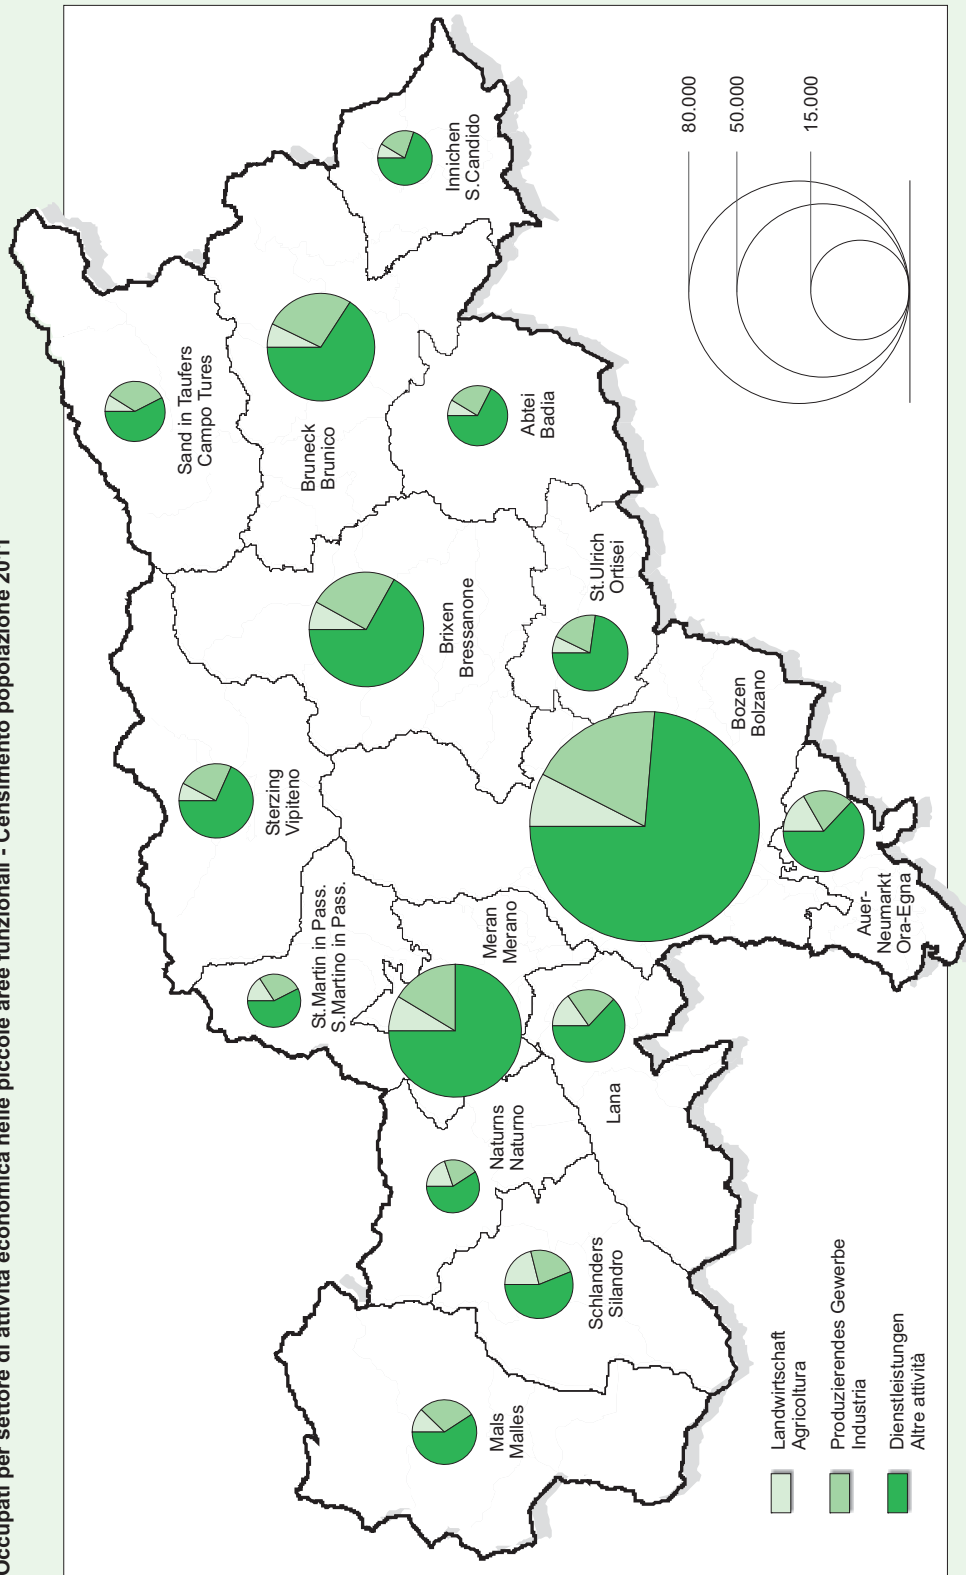 Occupati per settore di attività economica nelle piccole aree funzionali - Censimento popolazione 2011
Sand in Taufers
Campo Tures
Innichen
S.Candido
Bruneck
Brunico
Abtei
Badia
Brixen
Bressanone
St.Ulrich
Ortisei
Sterzing
Vipiteno
Bozen
Bolzano
St.Martin in Pass.
S.Martino in Pass.
Meran
Merano
Auer-
Neumarkt
Ora-Egna
Naturns
Naturno
Lana
Schlanders
Silandro
Mals
Malles
80.000
50.000
15.000
Landwirtschaft
Agricoltura
Produzierendes Gewerbe
Industria
Dienstleistungen
Altre attività